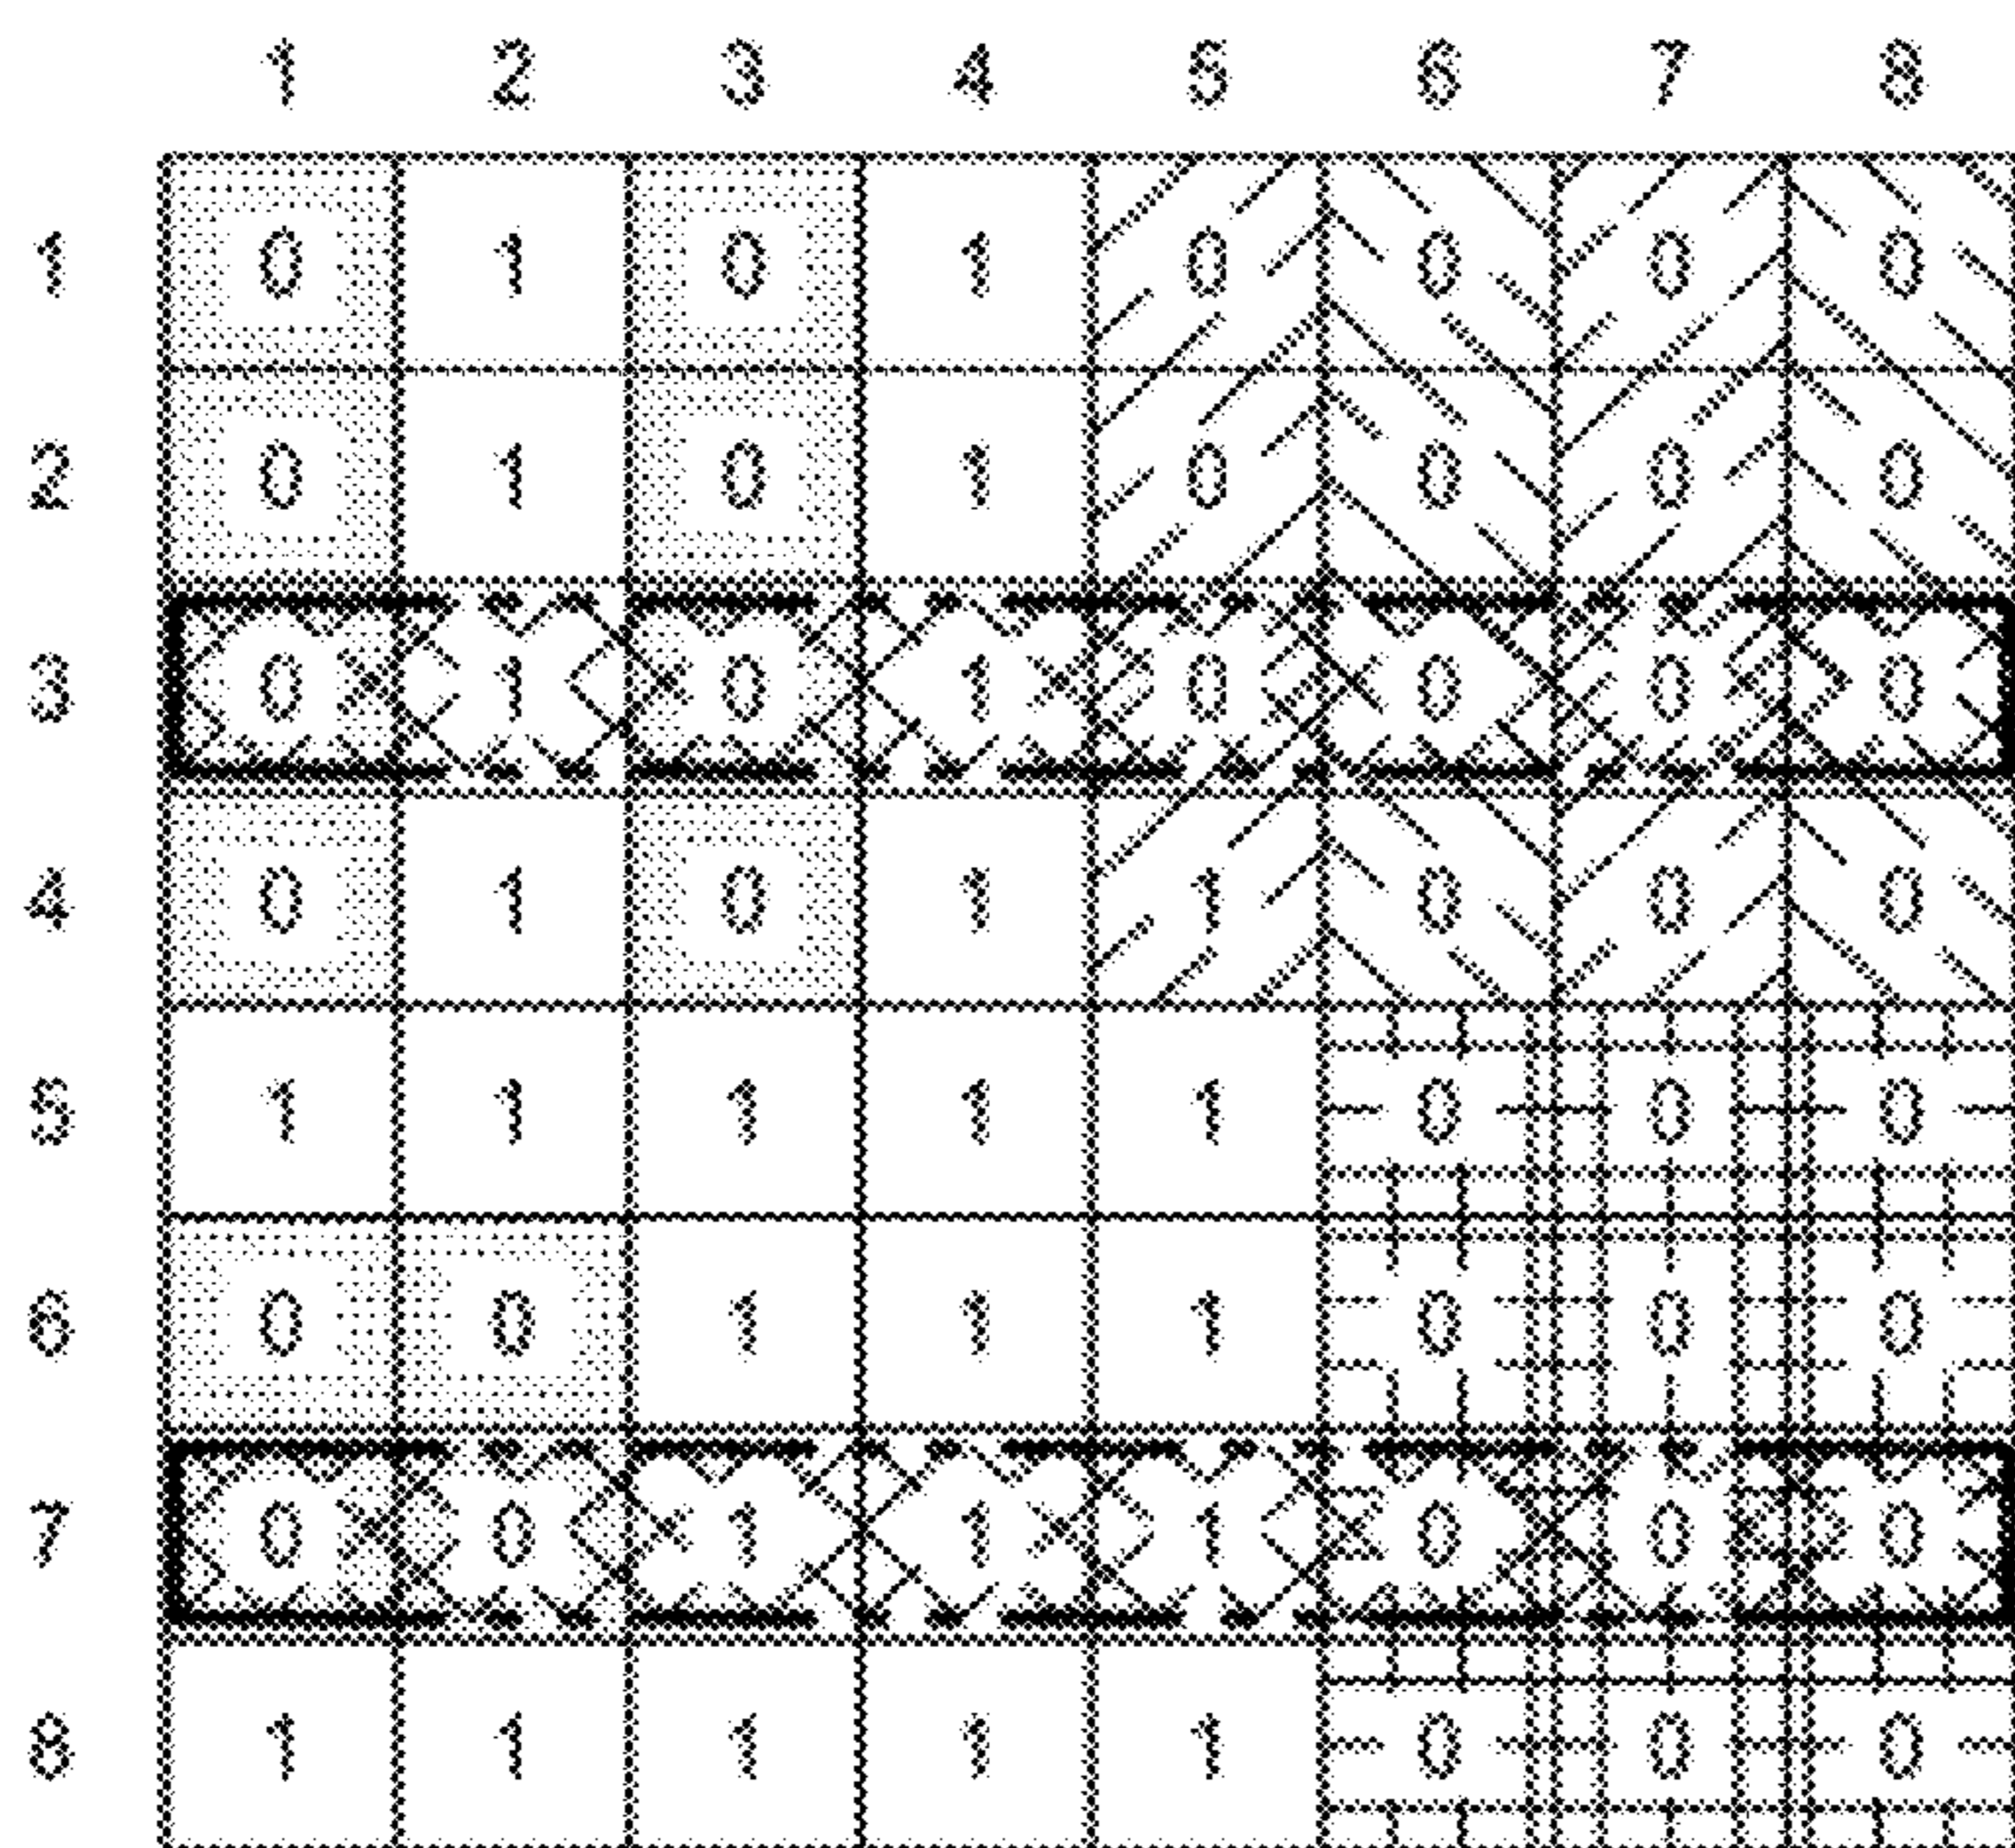 1 2 3 4 5 6 7 8
1 0 1 0 1 0 0 0 0
2 0 1 0 1 0 0 0 0
3 0 1 0 1 0 0 0 0
4 0 1 0 1 1 0 0 0
5 1 1 1 1 1 0 0 0
6 0 0 1 1 1 0 0 0
7 0 0 1 1 1 0 0 0
8 1 1 1 1 1 0 0 0